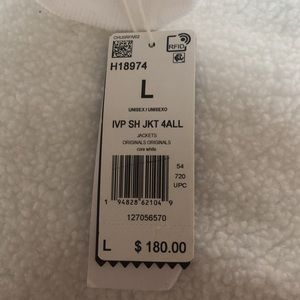 RFID
H18974
L
UNISEX/UNISEXO
IVP SH JKT 4ALL
JACKETS
ORIGINALS ORIGINALS
core white
54
720
UPC
1 94828 62104 9
127056570
L $ 180.00